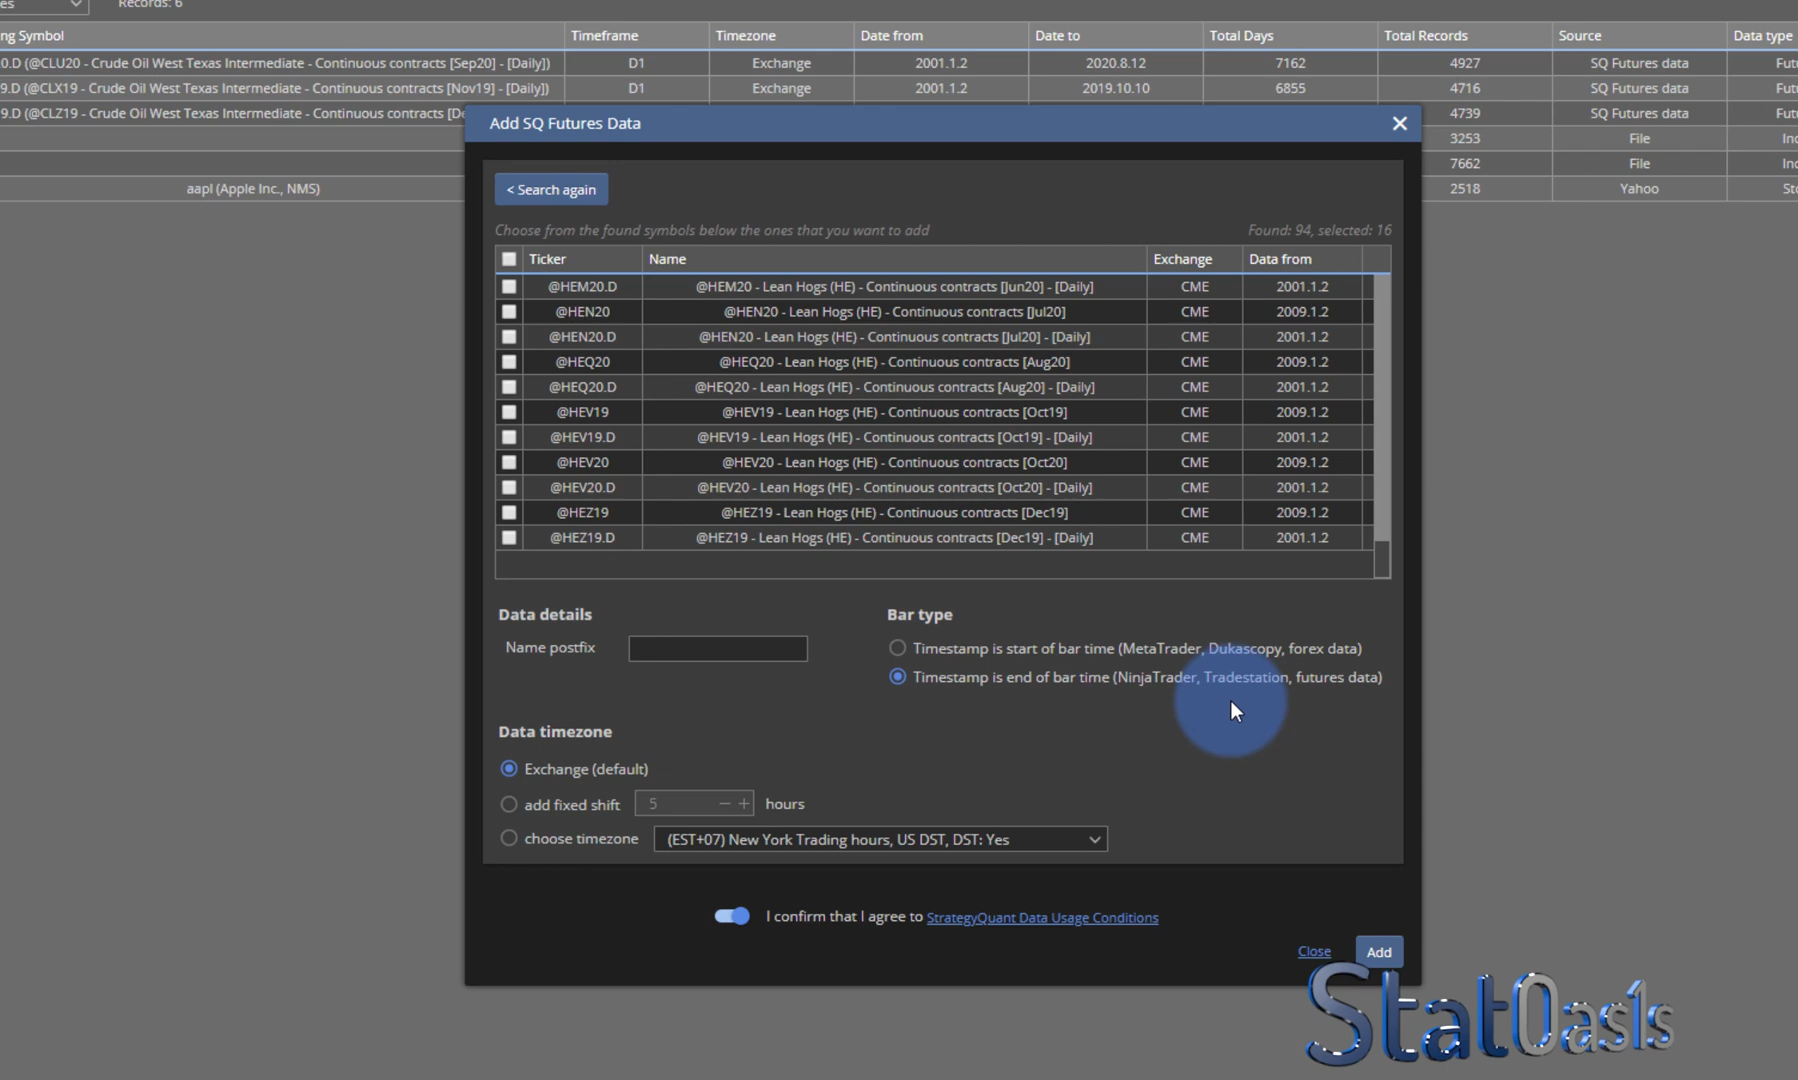 es Records: 6
ng Symbol Timeframe Timezone Date from Date to Total Days Total Records Source Data type
0.D (@CLU20 - Crude Oil West Texas Intermediate - Continuous contracts [Sep20] - [Daily]) D1 Exchange 2001.1.2 2020.8.12 7162 4927 SQ Futures data Fut
9.D (@CLX19 - Crude Oil West Texas Intermediate - Continuous contracts [Nov19] - [Daily]) D1 Exchange 2001.1.2 2019.10.10 6855 4716 SQ Futures data Fut
9.D (@CLZ19 - Crude Oil West Texas Intermediate - Continuous contracts [De 4739 SQ Futures data Fut
3253 File Inc
7662 File Inc
aapl (Apple Inc., NMS) 2518 Yahoo Sto
Add SQ Futures Data
< Search again
Choose from the found symbols below the ones that you want to add Found: 94, selected: 16
Ticker Name Exchange Data from
@HEM20.D @HEM20 - Lean Hogs (HE) - Continuous contracts [Jun20] - [Daily] CME 2001.1.2
@HEN20 @HEN20 - Lean Hogs (HE) - Continuous contracts [Jul20] CME 2009.1.2
@HEN20.D @HEN20 - Lean Hogs (HE) - Continuous contracts [Jul20] - [Daily] CME 2001.1.2
@HEQ20 @HEQ20 - Lean Hogs (HE) - Continuous contracts [Aug20] CME 2009.1.2
@HEQ20.D @HEQ20 - Lean Hogs (HE) - Continuous contracts [Aug20] - [Daily] CME 2001.1.2
@HEV19 @HEV19 - Lean Hogs (HE) - Continuous contracts [Oct19] CME 2009.1.2
@HEV19.D @HEV19 - Lean Hogs (HE) - Continuous contracts [Oct19] - [Daily] CME 2001.1.2
@HEV20 @HEV20 - Lean Hogs (HE) - Continuous contracts [Oct20] CME 2009.1.2
@HEV20.D @HEV20 - Lean Hogs (HE) - Continuous contracts [Oct20] - [Daily] CME 2001.1.2
@HEZ19 @HEZ19 - Lean Hogs (HE) - Continuous contracts [Dec19] CME 2009.1.2
@HEZ19.D @HEZ19 - Lean Hogs (HE) - Continuous contracts [Dec19] - [Daily] CME 2001.1.2
Data details
Name postfix
Bar type
Timestamp is start of bar time (MetaTrader, Dukascopy, forex data)
Timestamp is end of bar time (NinjaTrader, Tradestation, futures data)
Data timezone
Exchange (default)
add fixed shift 5 hours
choose timezone (EST+07) New York Trading hours, US DST, DST: Yes
I confirm that I agree to StrategyQuant Data Usage Conditions
Close Add
StatOas1s